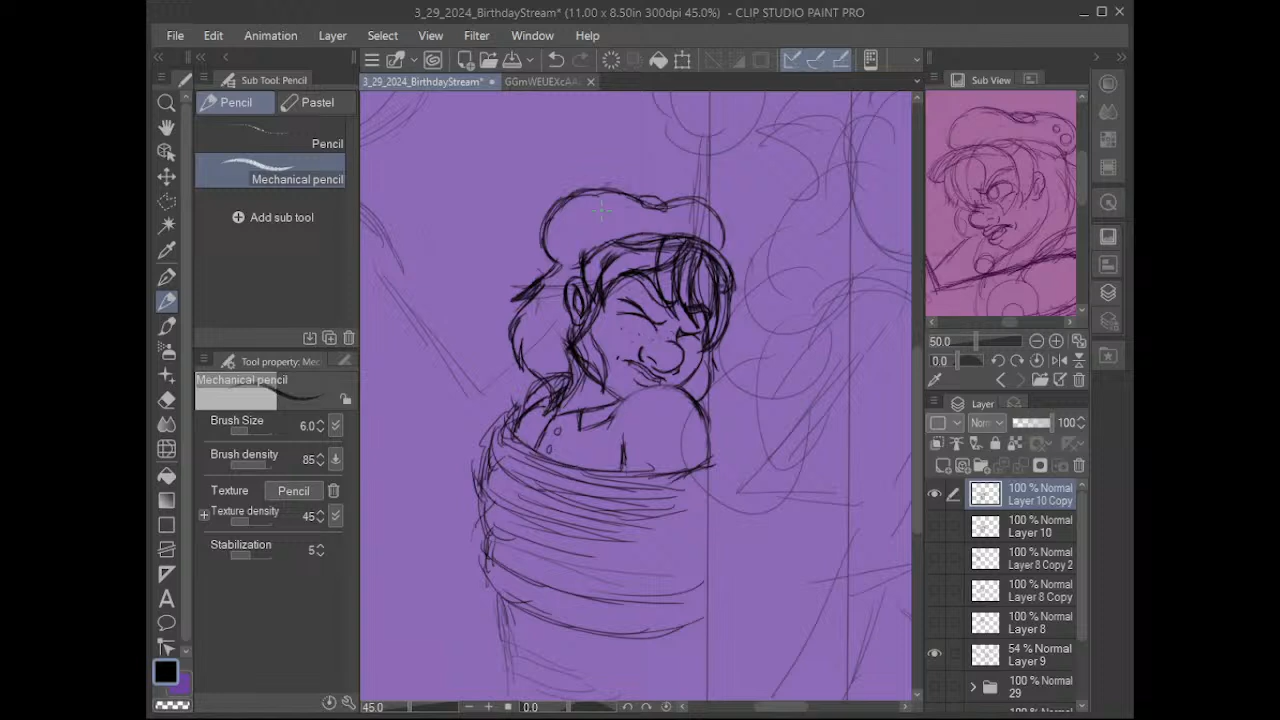 3_29_2024_BirthdayStream* (11.00 x 8.50in 300dpi 45.0%) - CLIP STUDIO PAINT PRO
File Edit Animation Layer Select View Filter Window Help
3_29_2024_BirthdayStream*
Sub Tool: Pencil
Pencil Pastel
Pencil
Mechanical pencil
Add sub tool
Mechanical pencil
Brush Size 6.0
Brush density 85
Texture Pencil
Texture density 45
Stabilization 5
45.0 0.0
Sub View
50.0
0.0
Layer
100
100 % Normal
Layer 10 Copy
100 % Normal
Layer 10
100 % Normal
Layer 8 Copy 2
100 % Normal
Layer 8 Copy
100 % Normal
Layer 8
54 % Normal
Layer 9
100 % Normal
29